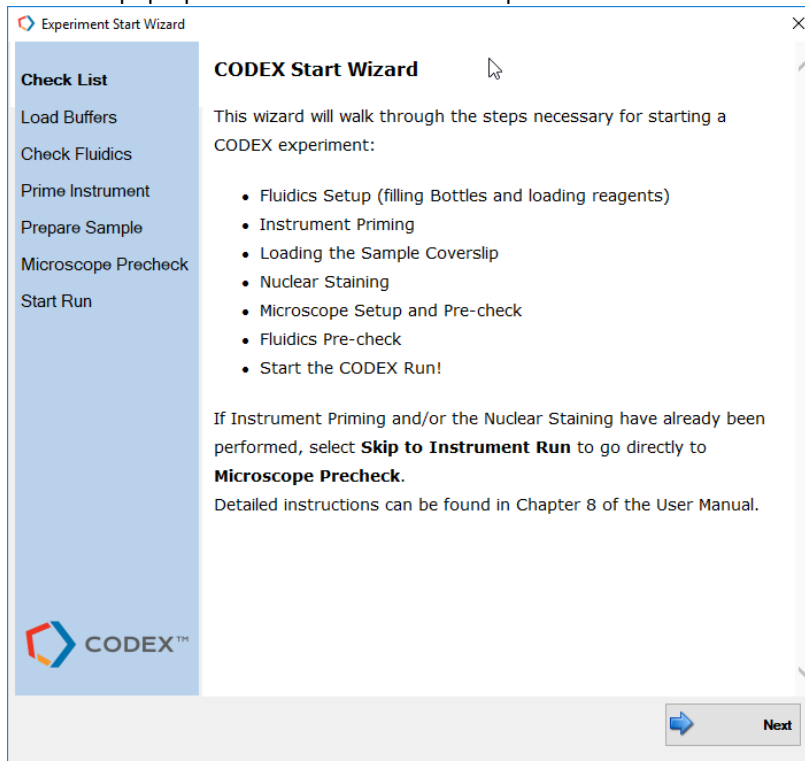 Experiment Start Wizard
Check List
Load Buffers
Check Fluidics
Prime Instrument
Prepare Sample
Microscope Precheck
Start Run
CODEX™
CODEX Start Wizard
This wizard will walk through the steps necessary for starting a
CODEX experiment:
• Fluidics Setup (filling Bottles and loading reagents)
• Instrument Priming
• Loading the Sample Coverslip
• Nuclear Staining
• Microscope Setup and Pre-check
• Fluidics Pre-check
• Start the CODEX Run!
If Instrument Priming and/or the Nuclear Staining have already been
performed, select Skip to Instrument Run to go directly to
Microscope Precheck.
Detailed instructions can be found in Chapter 8 of the User Manual.
Next